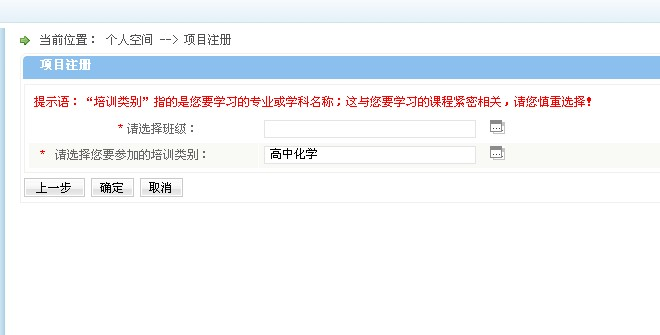 当前位置： 个人空间 --> 项目注册
项目注册
提示语：“培训类别”指的是您要学习的专业或学科名称；这与您要学习的课程紧密相关，请您慎重选择！
*请选择班级：
* 请选择您要参加的培训类别： 高中化学
上一步 确定 取消